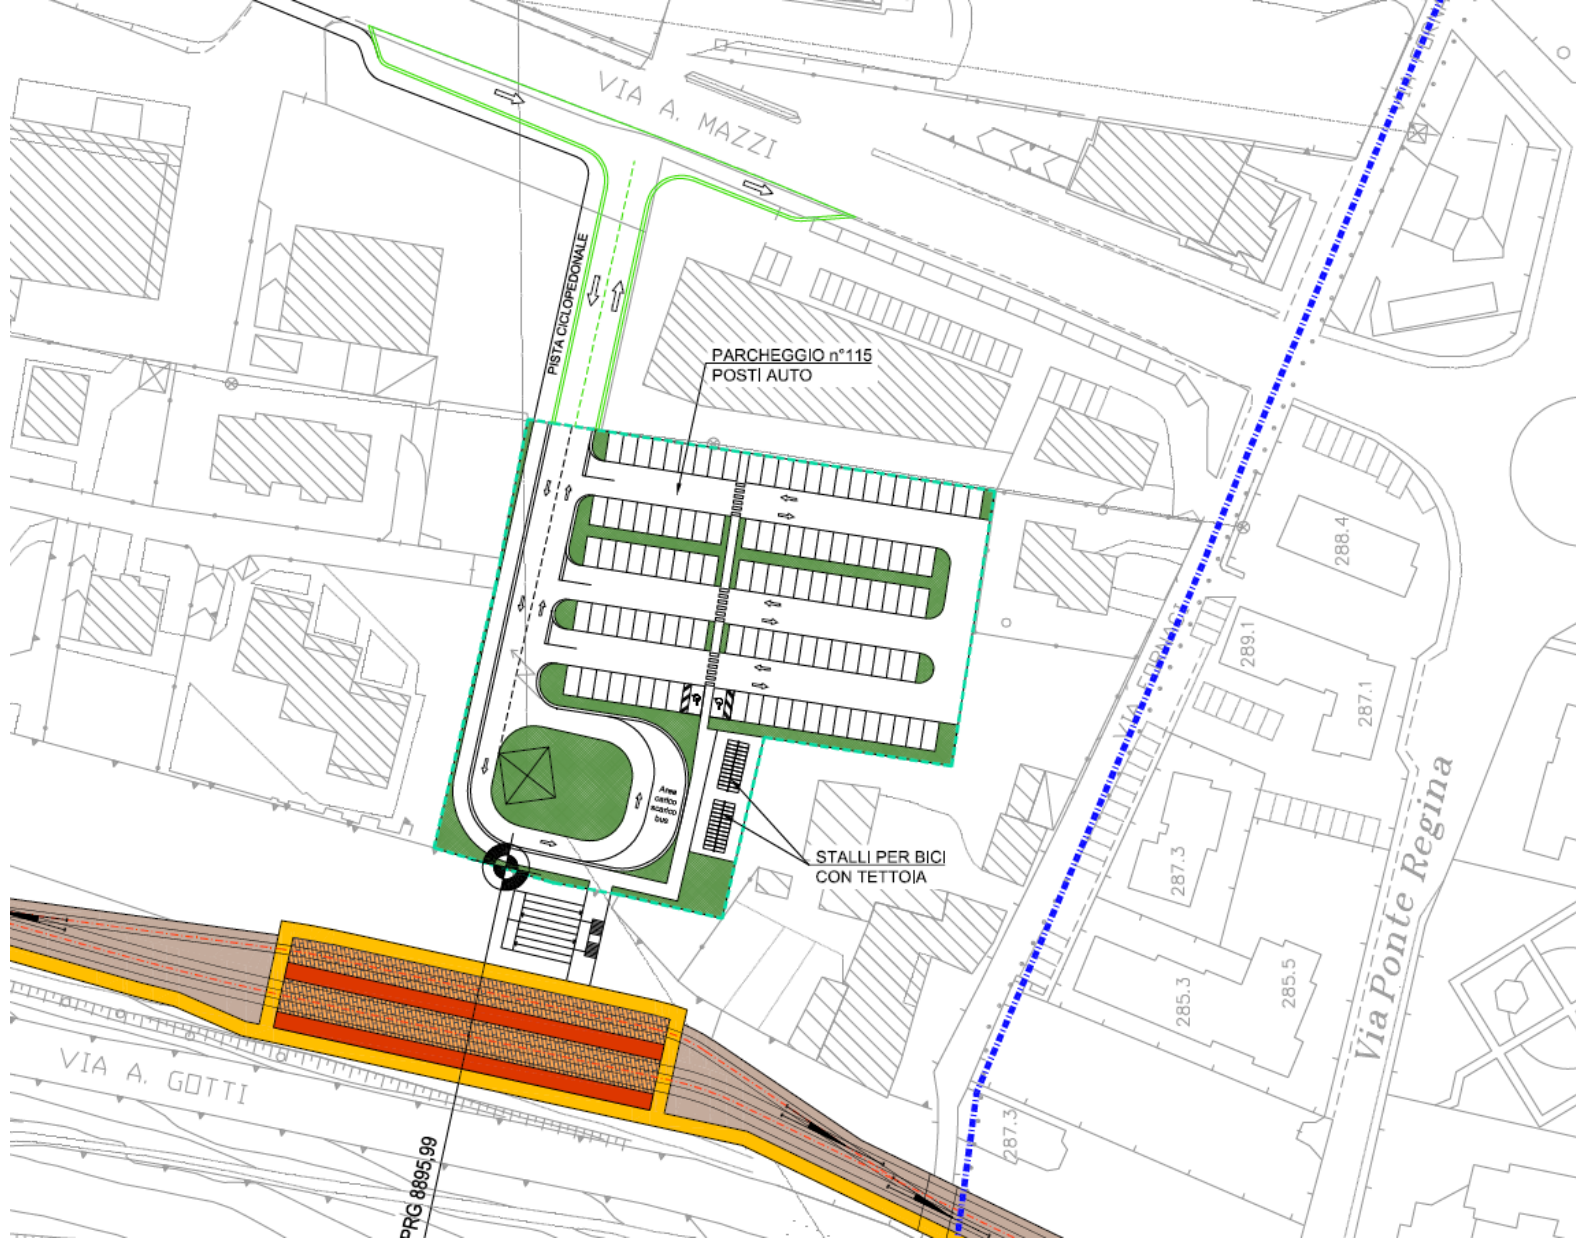 VIA A. MAZZI
PISTA CICLOPEDONALE
PARCHEGGIO n°115
POSTI AUTO
288.4
289.1
VIA FORNACI
287.1
Area
carico
scarico
bus
STALLI PER BICI
CON TETTOIA
287.3
Via Ponte Regina
285.3
285.5
VIA A. GOTTI
287.3
PRG 8895,99